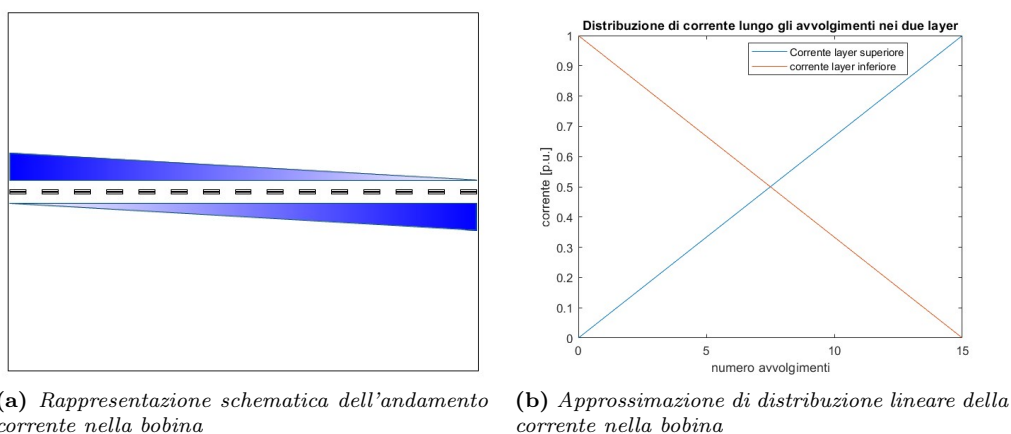 Distribuzione di corrente lungo gli avvolgimenti nei due layer
Corrente layer superiore
corrente layer inferiore
1
0.9
0.8
0.7
0.6
0.5
0.4
0.3
0.2
0.1
0
corrente [p.u.]
0 5 10 15
numero avvolgimenti
(a) Rappresentazione schematica dell'andamento
corrente nella bobina
(b) Approssimazione di distribuzione lineare della
corrente nella bobina